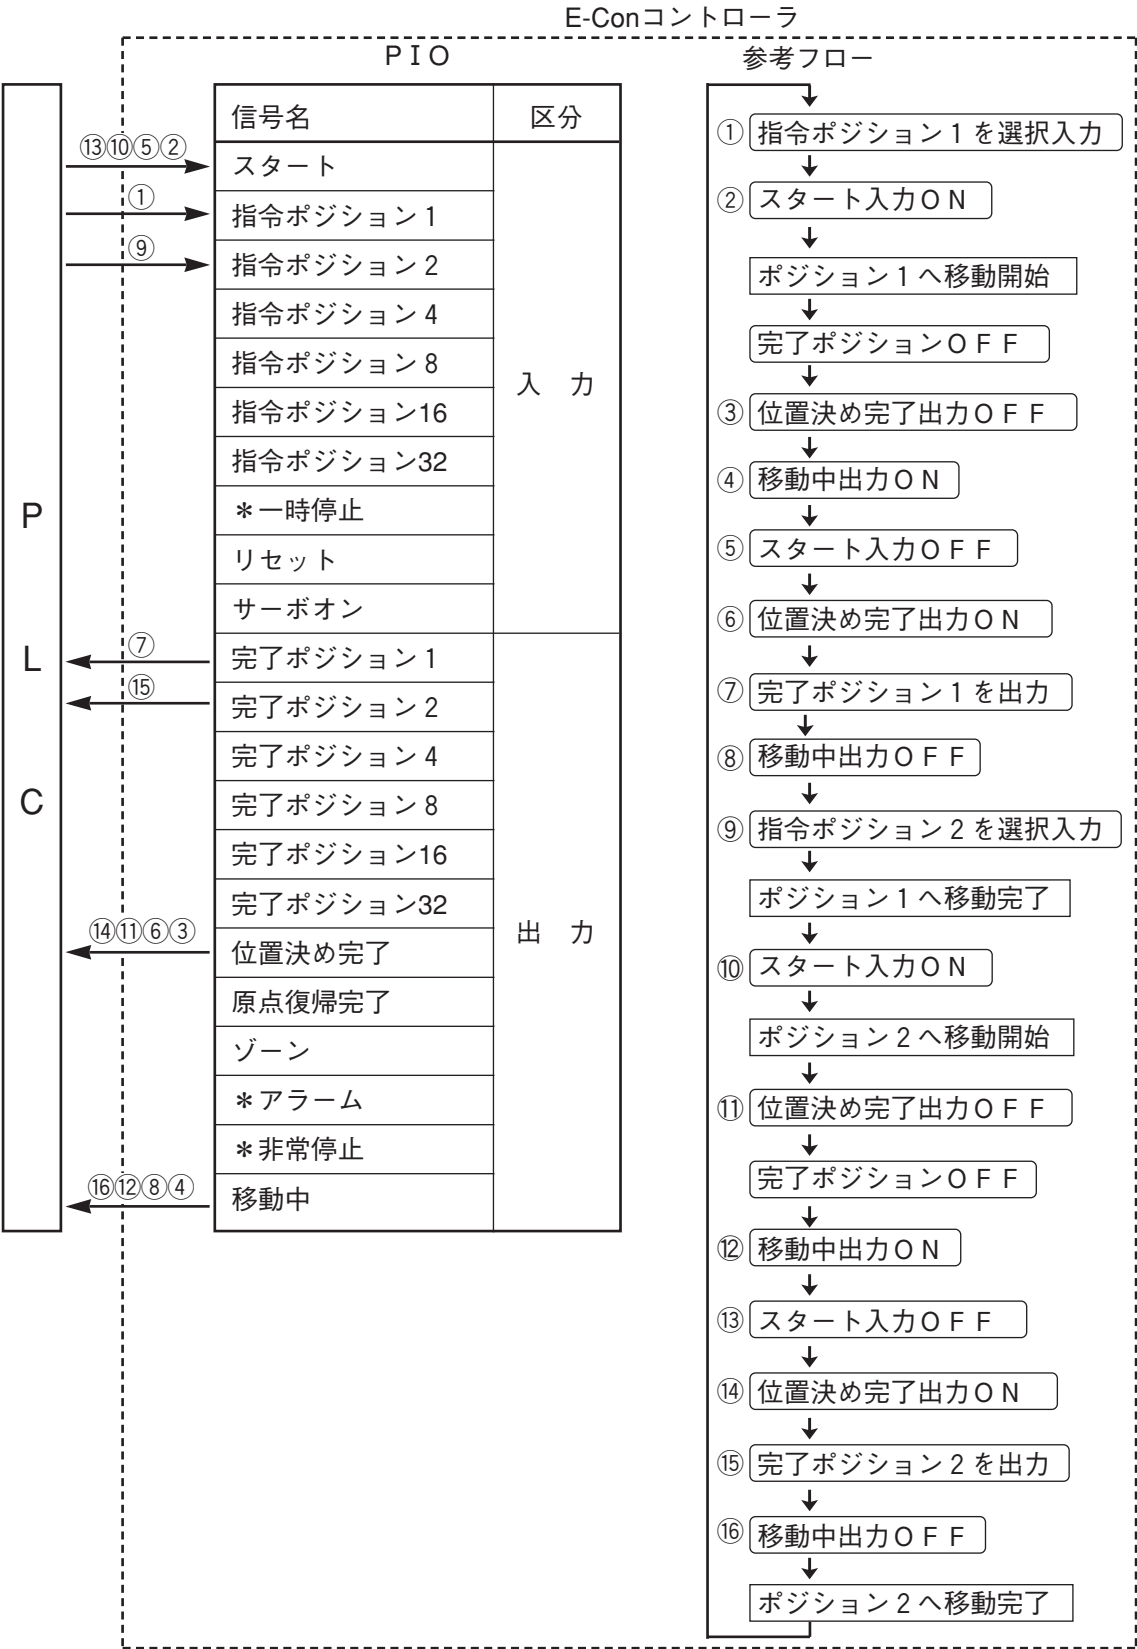 E-Conコントローラ
ＰＩＯ
信号名 区分
⑬⑩⑤② スタート
① 指令ポジション１
⑨ 指令ポジション２
指令ポジション４
指令ポジション８
入 力
指令ポジション16
指令ポジション32
＊一時停止
リセット
サーボオン
⑦ 完了ポジション１
⑮ 完了ポジション２
完了ポジション４
完了ポジション８
完了ポジション16
完了ポジション32
出 力
⑭⑪⑥③ 位置決め完了
原点復帰完了
ゾーン
＊アラーム
＊非常停止
⑯⑫⑧④ 移動中
Ｐ
Ｌ
Ｃ
参考フロー
① 指令ポジション１を選択入力
② スタート入力ＯＮ
ポジション１へ移動開始
完了ポジションＯＦＦ
③ 位置決め完了出力ＯＦＦ
④ 移動中出力ＯＮ
⑤ スタート入力ＯＦＦ
⑥ 位置決め完了出力ＯＮ
⑦ 完了ポジション１を出力
⑧ 移動中出力ＯＦＦ
⑨ 指令ポジション２を選択入力
ポジション１へ移動完了
⑩ スタート入力ＯＮ
ポジション２へ移動開始
⑪ 位置決め完了出力ＯＦＦ
完了ポジションＯＦＦ
⑫ 移動中出力ＯＮ
⑬ スタート入力ＯＦＦ
⑭ 位置決め完了出力ＯＮ
⑮ 完了ポジション２を出力
⑯ 移動中出力ＯＦＦ
ポジション２へ移動完了